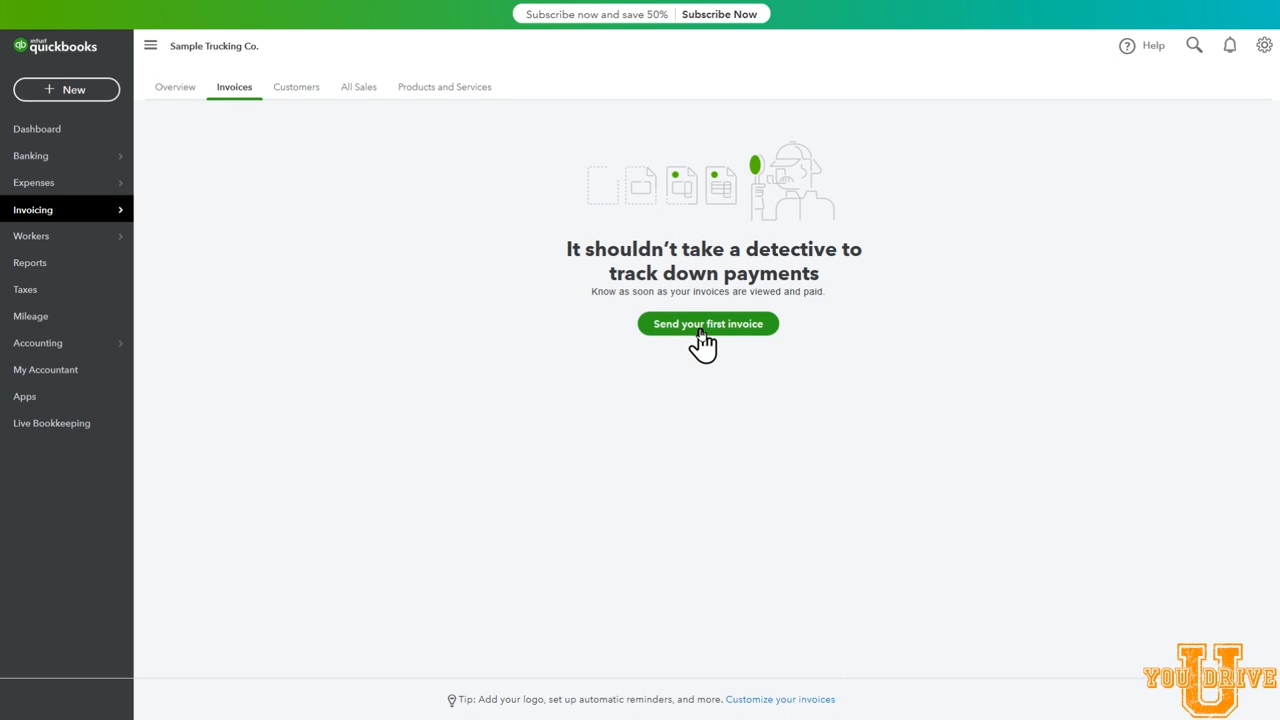 Subscribe now and save 50% | Subscribe Now
qb intuit quickbooks
Sample Trucking Co.
? Help
+ New
Overview Invoices Customers All Sales Products and Services
Dashboard
Banking
Expenses
Invoicing
Workers
Reports
Taxes
Mileage
Accounting
My Accountant
Apps
Live Bookkeeping
It shouldn't take a detective to
track down payments
Know as soon as your invoices are viewed and paid.
Send your first invoice
Tip: Add your logo, set up automatic reminders, and more. Customize your invoices
U
YOU DRIVE